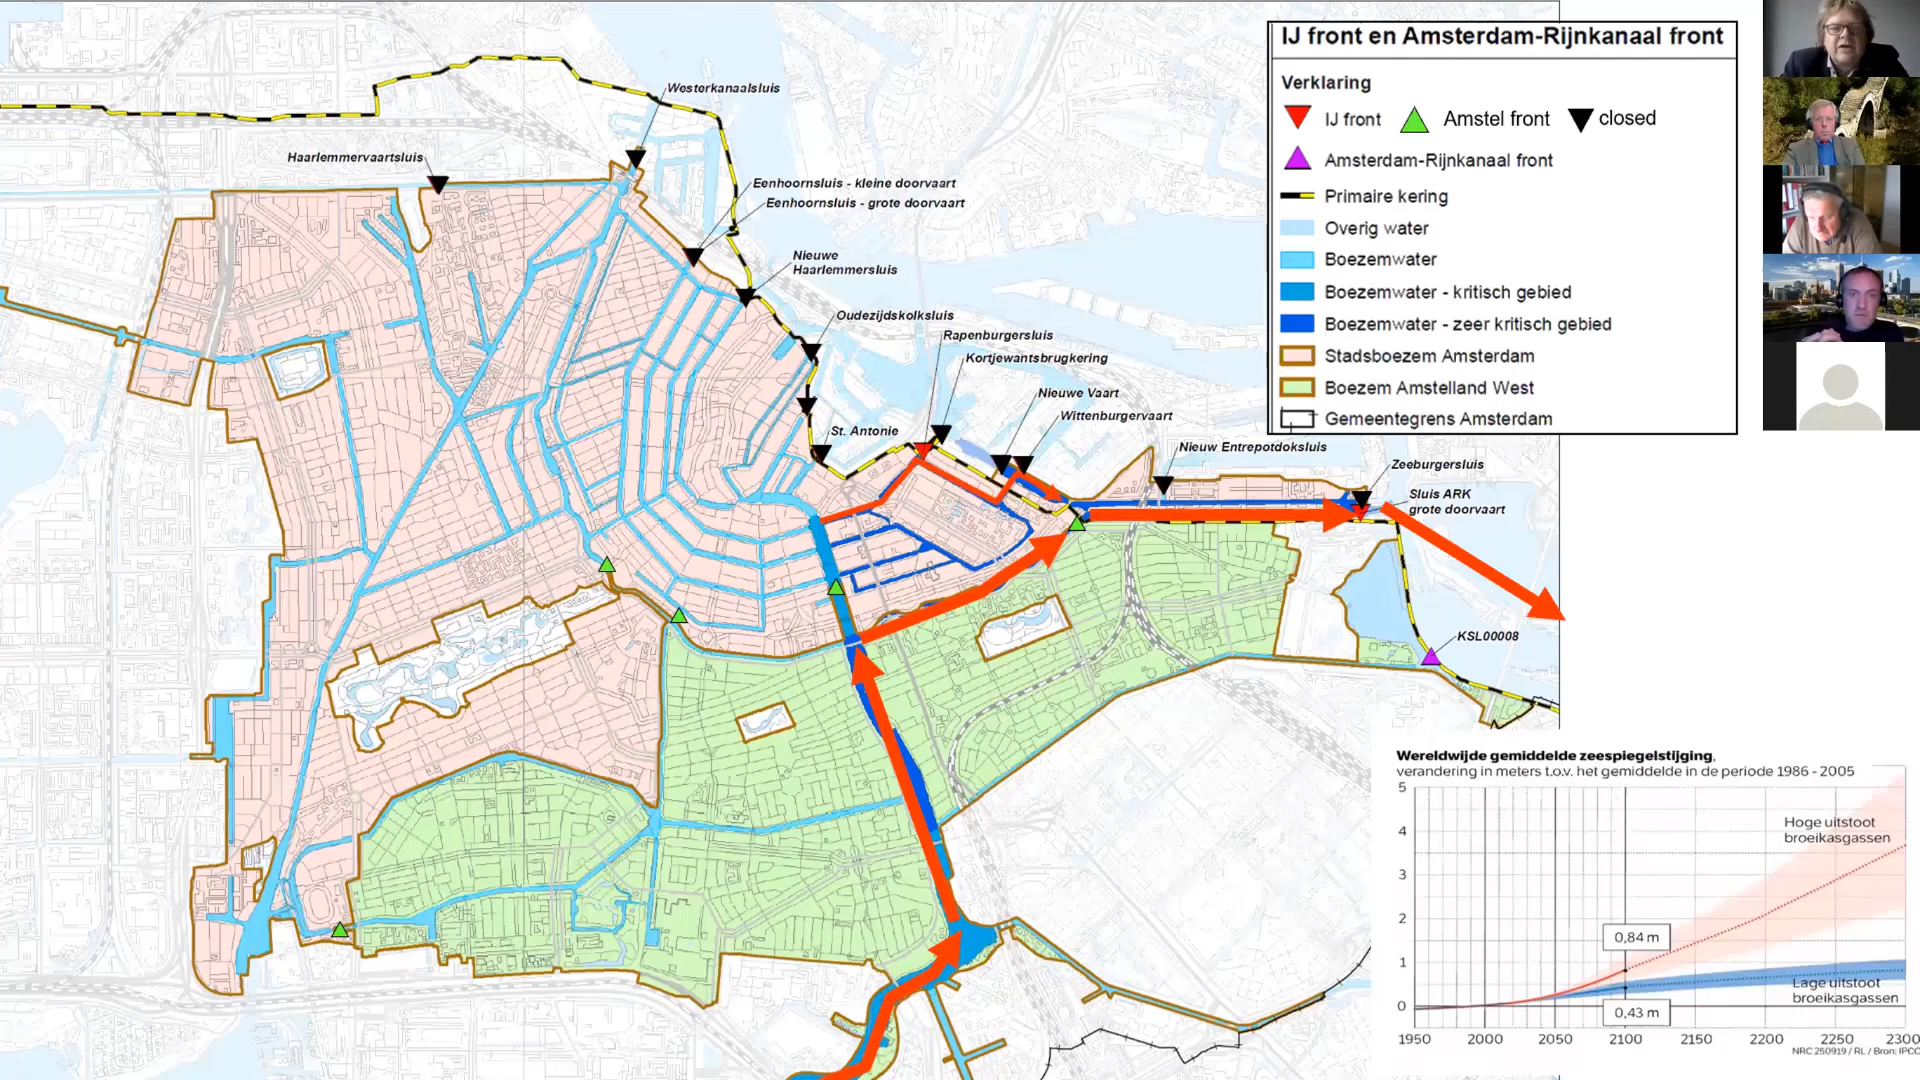 IJ front en Amsterdam-Rijnkanaal front
Verklaring
IJ front
Amstel front
closed
Amsterdam-Rijnkanaal front
Primaire kering
Overig water
Boezemwater
Boezemwater - kritisch gebied
Boezemwater - zeer kritisch gebied
Stadsboezem Amsterdam
Boezem Amstelland West
Gemeentegrens Amsterdam
Westerkanaalsluis
Haarlemmervaartsluis
Eenhoornsluis - kleine doorvaart
Eenhoornsluis - grote doorvaart
Nieuwe
Haarlemmersluis
Oudezijdskolksluis
Rapenburgersluis
Kortjewantsbrugkering
Nieuwe Vaart
Wittenburgervaart
St. Antonie
Nieuw Entrepotdoksluis
Zeeburgersluis
Sluis ARK
grote doorvaart
KSL00008
Wereldwijde gemiddelde zeespiegelstijging,
verandering in meters t.o.v. het gemiddelde in de periode 1986 - 2005
5
4
3
2
1
0
Hoge uitstoot
broeikasgassen
0,84 m
Lage uitstoot
broeikasgassen
0,43 m
1950 2000 2050 2100 2150 2200 2250 2300
NRC 250919 / RL / Bron: IPCC